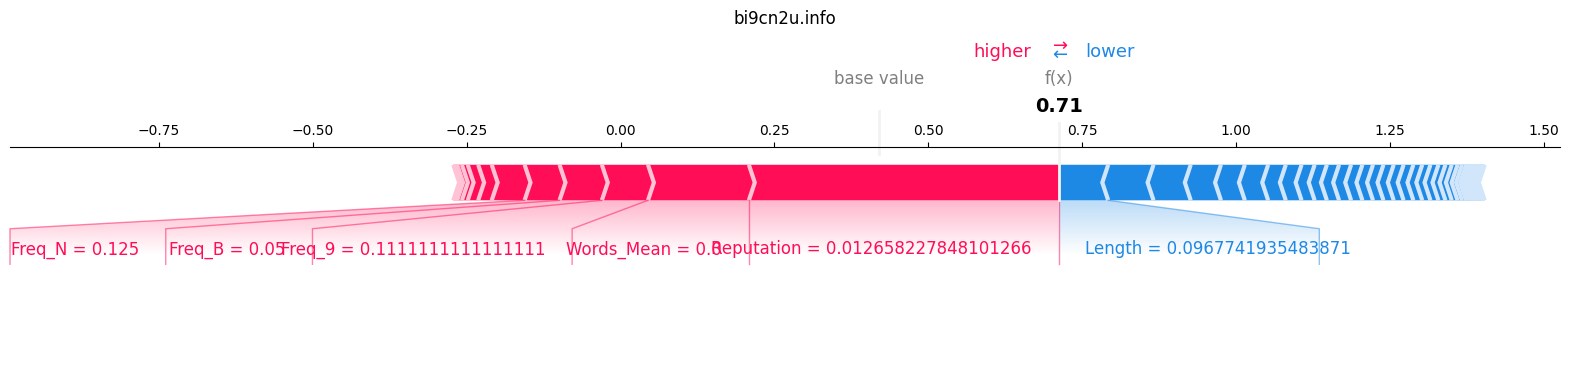 bi9cn2u.info
higher → ← lower
base value f(x)
0.71
−0.75 −0.50 −0.25 0.00 0.25 0.50 0.75 1.00 1.25 1.50
Freq_N = 0.125 Freq_B = 0.05 Freq_9 = 0.1111111111111111 Words_Mean = 0.0 Reputation = 0.012658227848101266 Length = 0.0967741935483871